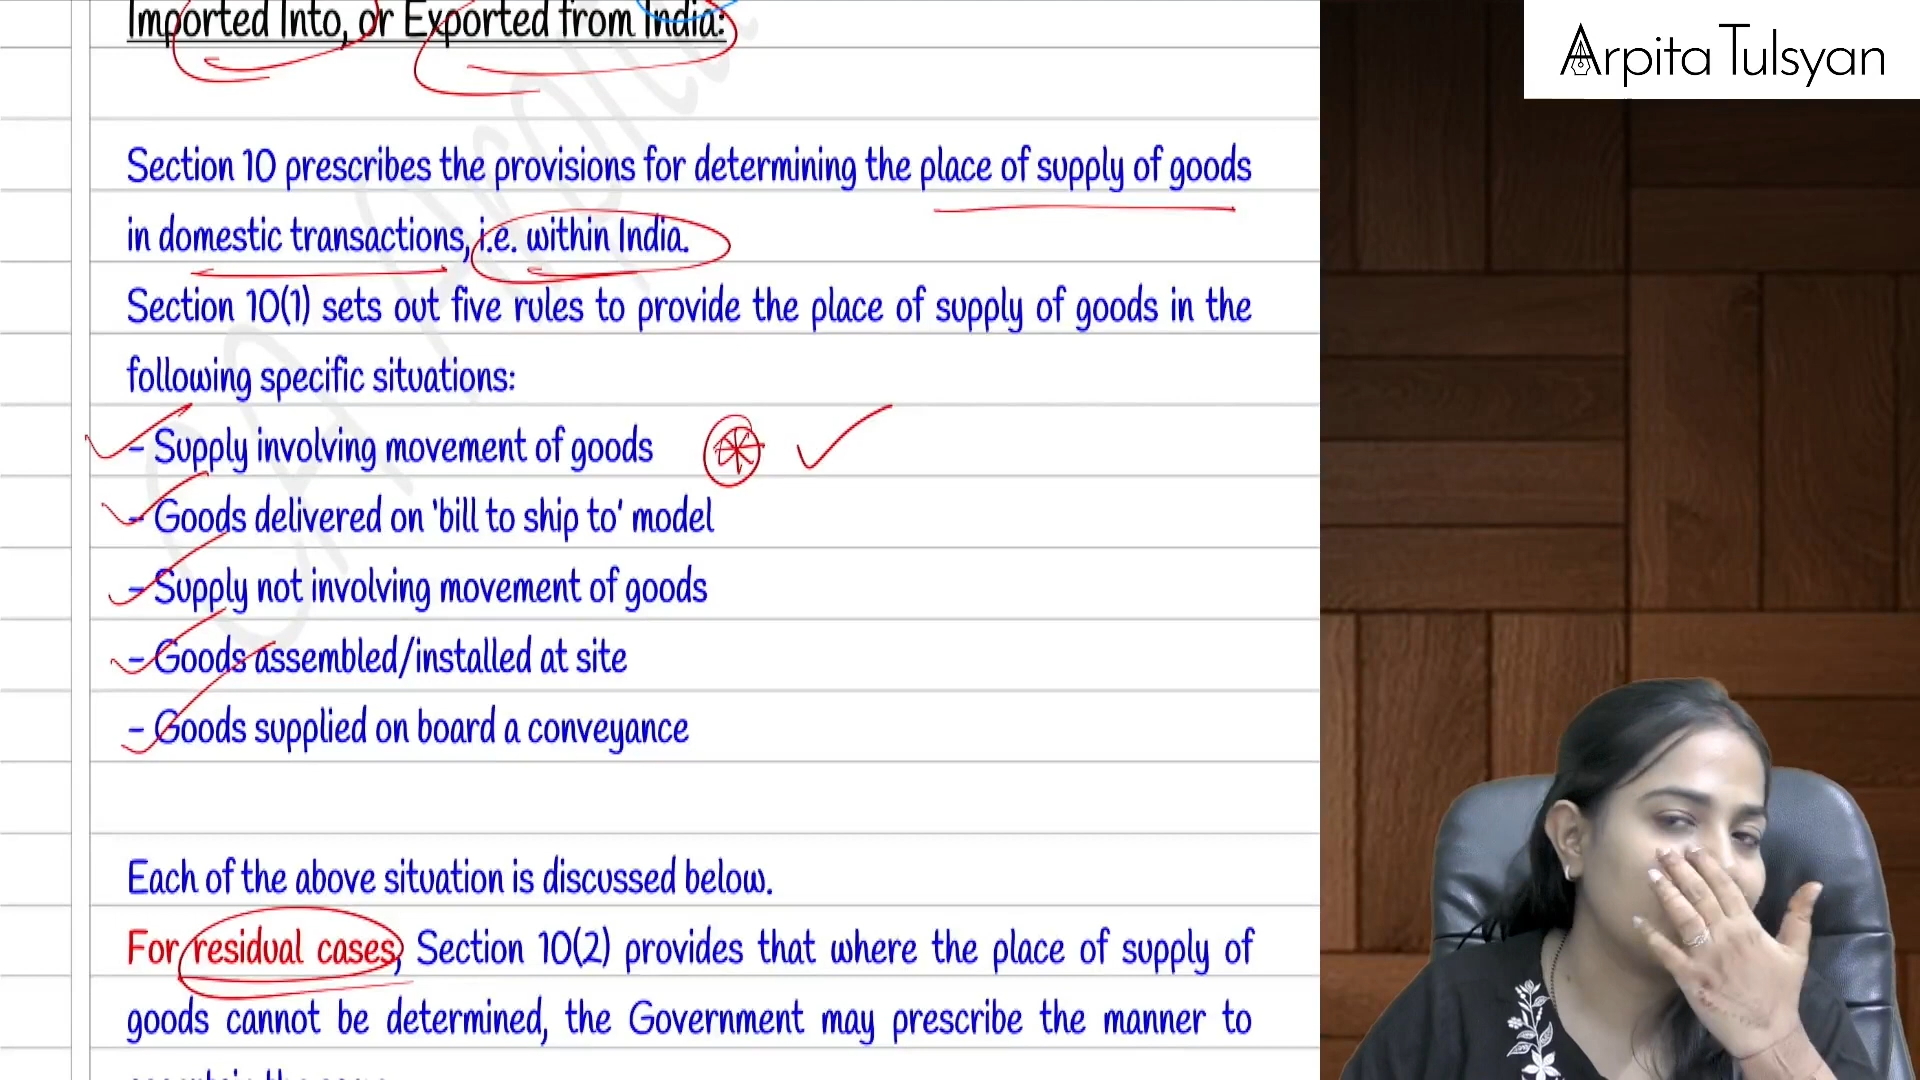 Imported Into, or Exported from India:
Arpita Tulsyan
Section 10 prescribes the provisions for determining the place of supply of goods
in domestic transactions, i.e. within India.
Section 10(1) sets out five rules to provide the place of supply of goods in the
following specific situations:
- Supply involving movement of goods
- Goods delivered on ‘bill to ship to’ model
- Supply not involving movement of goods
- Goods assembled/installed at site
- Goods supplied on board a conveyance
Each of the above situation is discussed below.
For residual cases, Section 10(2) provides that where the place of supply of
goods cannot be determined, the Government may prescribe the manner to